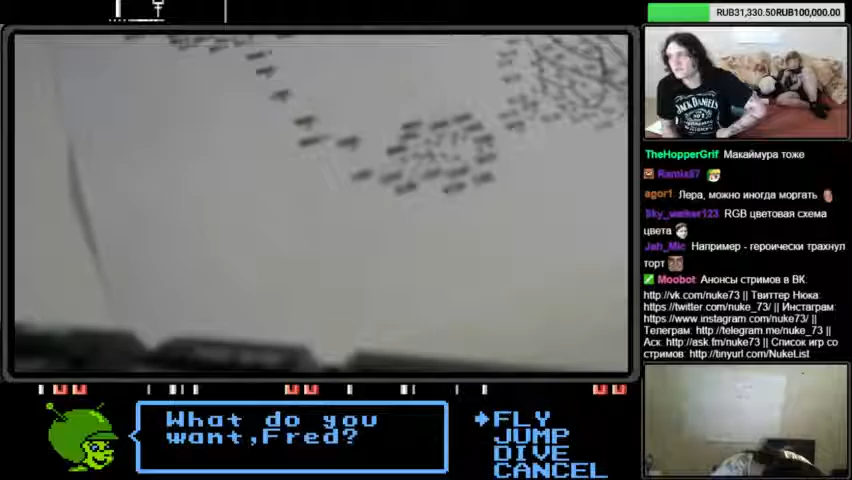 RUB31,330.50RUB100,000.00
JACK DANIEL'S
TheHopperGrif Макаймура тоже
Ramix87
agor1 Лера, можно иногда моргать
Sky_walker123 RGB цветовая схема
цвета
Jah_Mic Например - героически трахнул
торт
Moobot: Анонсы стримов в ВК:
http://vk.com/nuke73 || Твиттер Нюка:
https://twitter.com/nuke_73/ || Инстаграм:
https://www.instagram.com/nuke73/ ||
Телеграм: http://telegram.me/nuke_73 ||
Аск: http://ask.fm/nuke73 || Список игр со
стримов: http://tinyurl.com/NukeList
What do you
want,Fred?
FLY
JUMP
DIVE
CANCEL